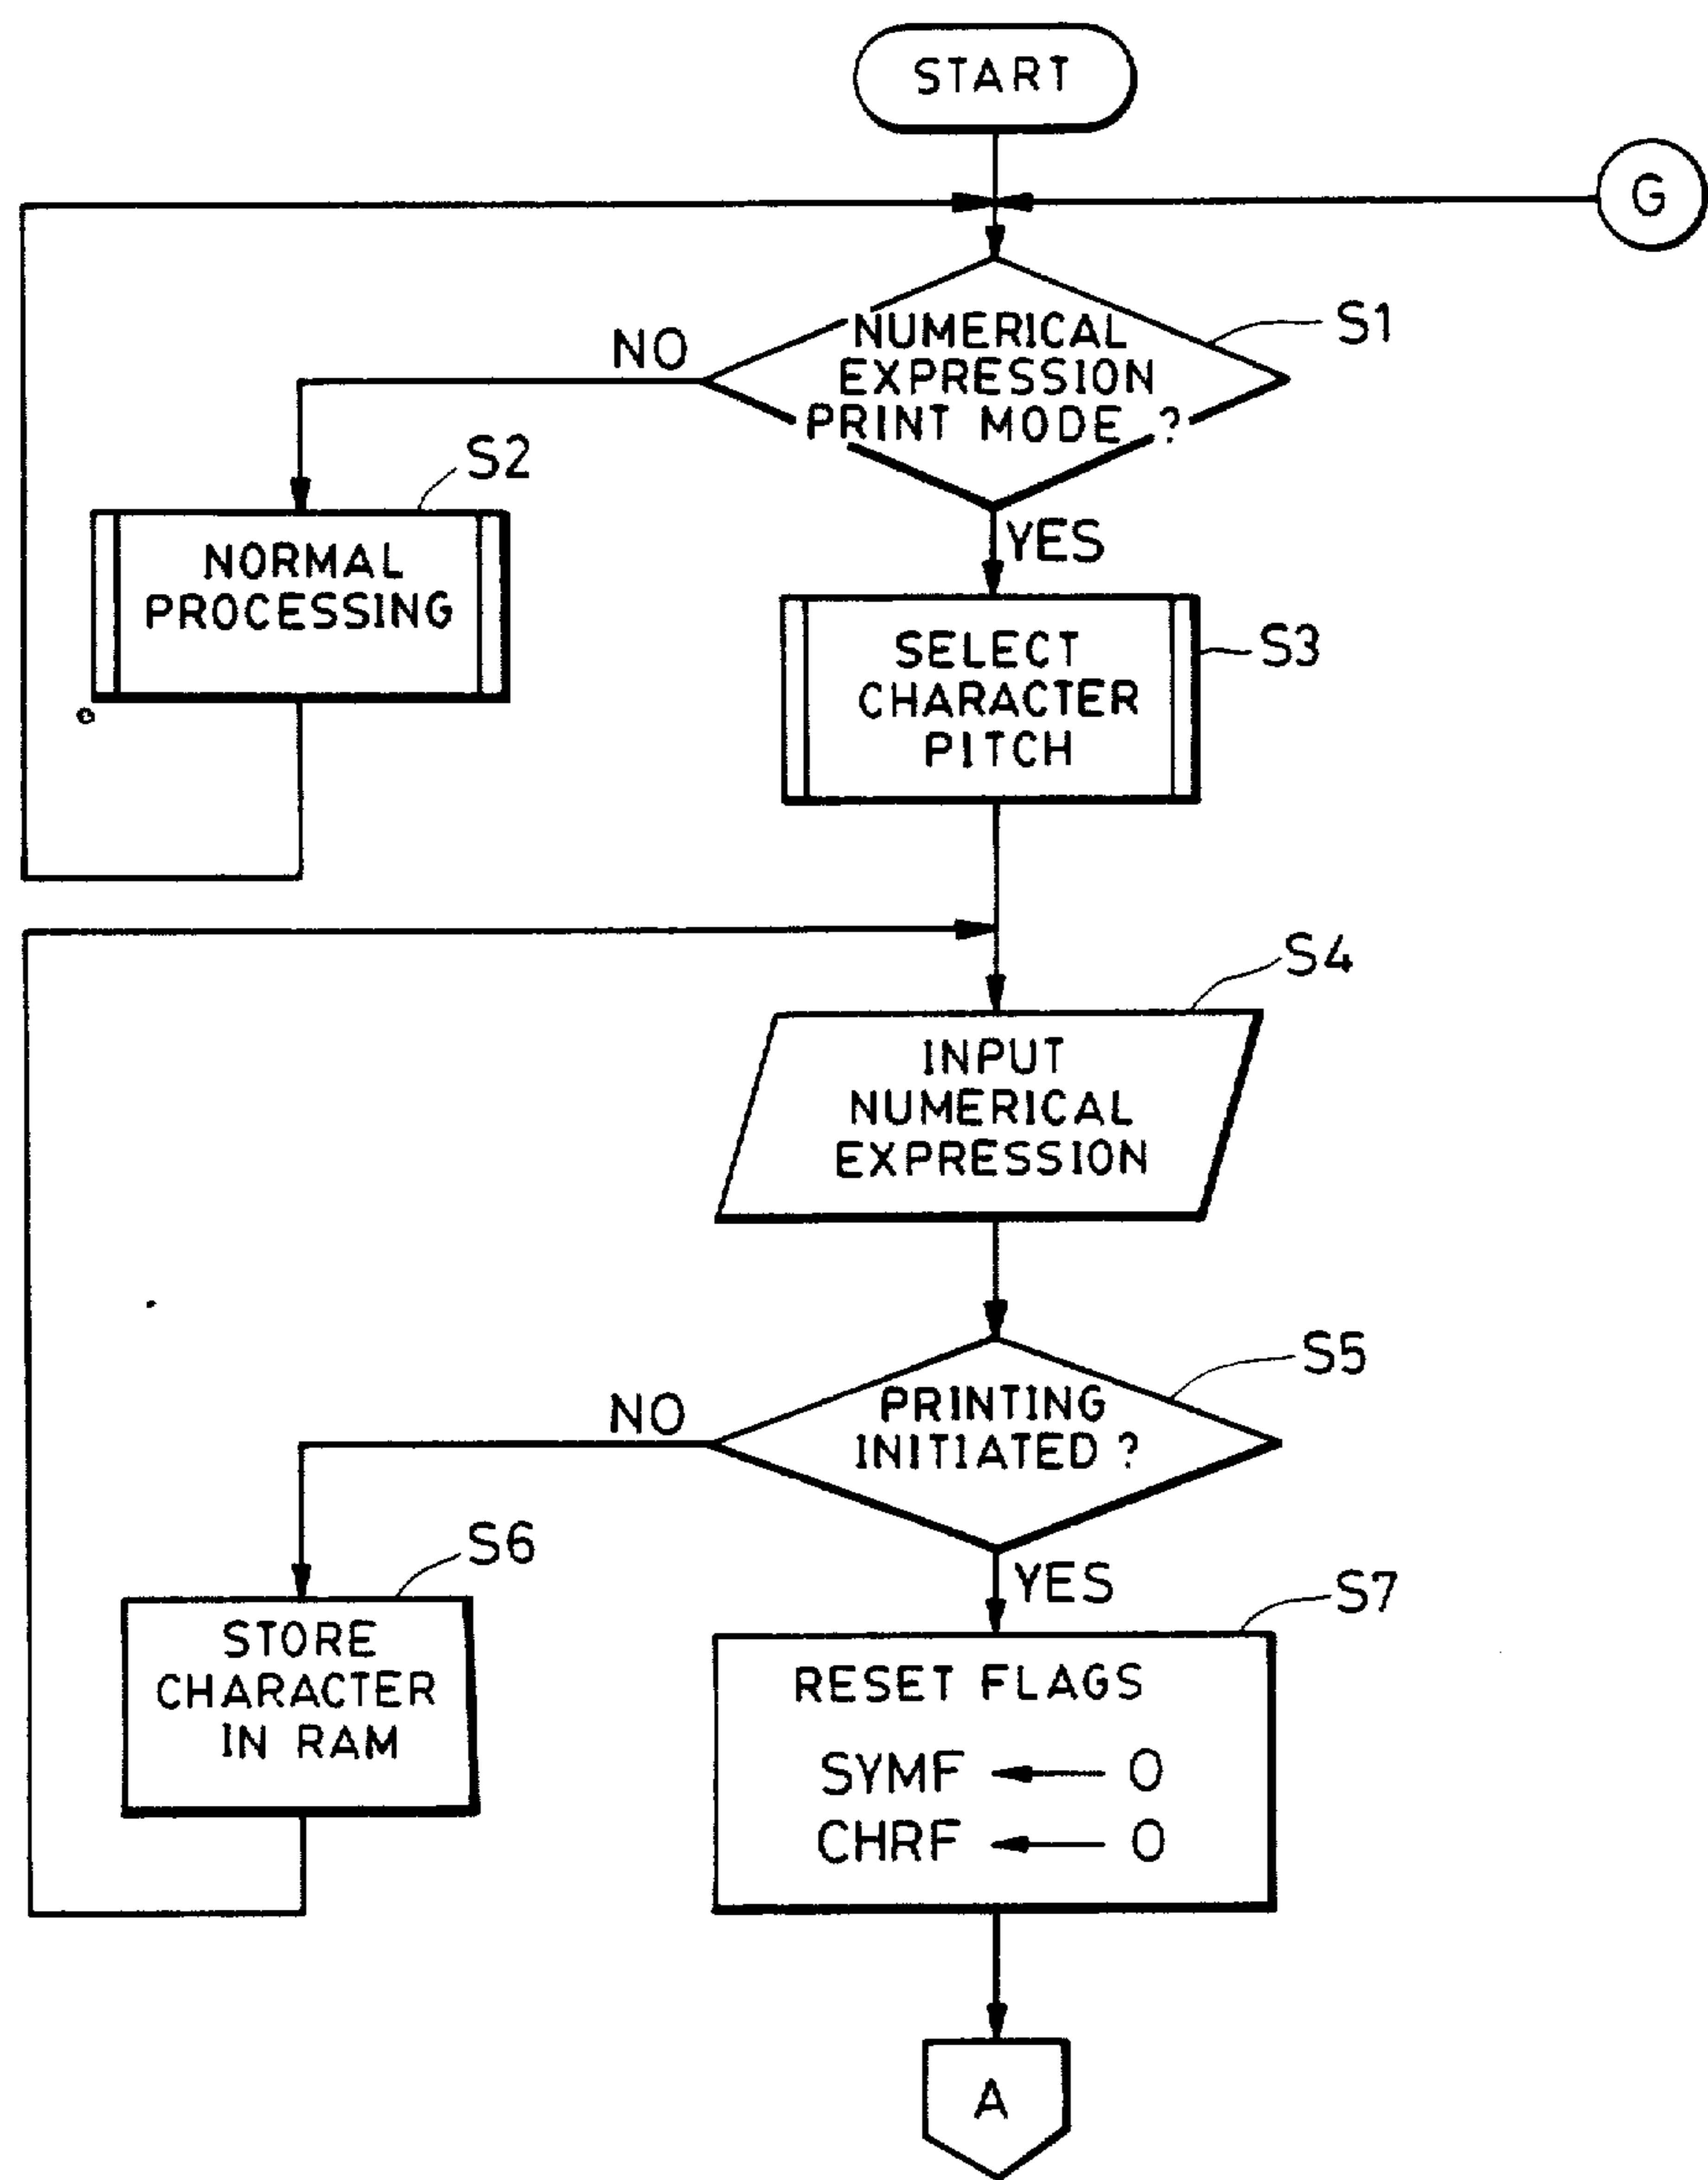 START
G
NUMERICAL
EXPRESSION
PRINT MODE ?
S1
NO
YES
S2
NORMAL
PROCESSING
SELECT
CHARACTER
PITCH
S3
S4
INPUT
NUMERICAL
EXPRESSION
S5
PRINTING
INITIATED ?
NO
YES
S6
STORE
CHARACTER
IN RAM
S7
RESET FLAGS
SYMF ← 0
CHRF ← 0
A